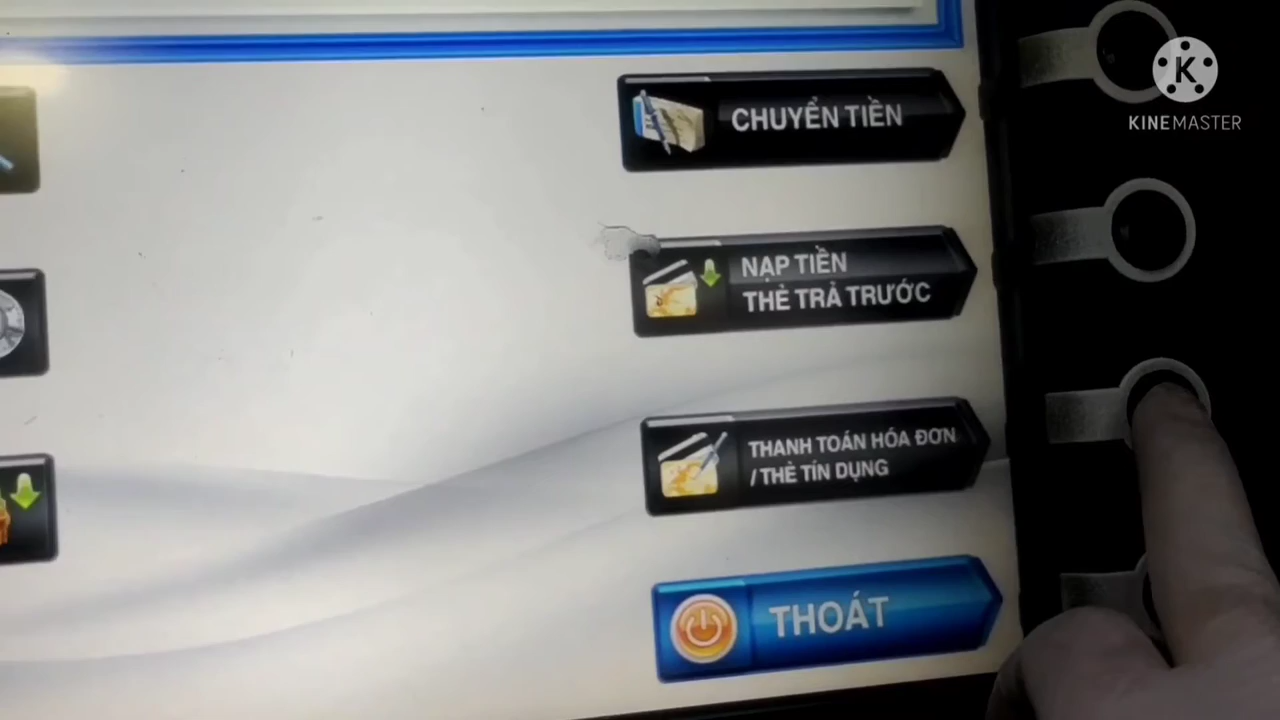 K
KINEMASTER
CHUYỂN TIỀN
NẠP TIỀN
THẺ TRẢ TRƯỚC
THANH TOÁN HÓA ĐƠN
/ THẺ TÍN DỤNG
THOÁT